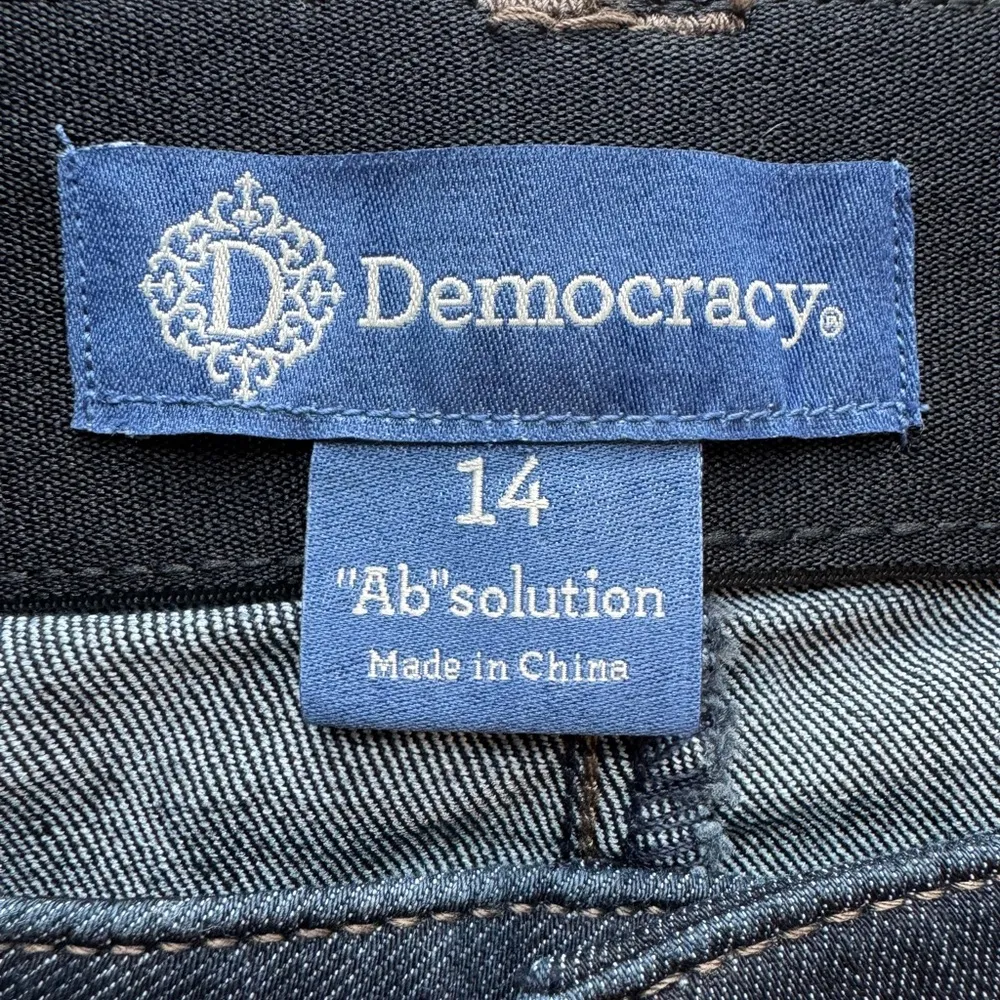 D Democracy®
14
"Ab"solution
Made in China